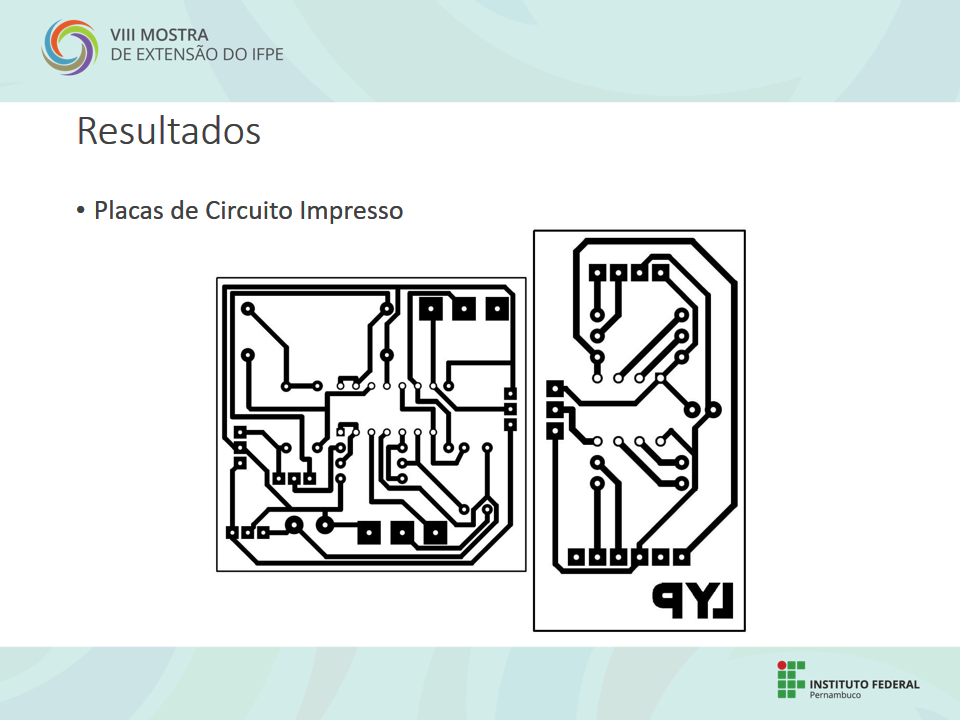 VIII MOSTRA
DE EXTENSÃO DO IFPE
Resultados
• Placas de Circuito Impresso
LYP
INSTITUTO FEDERAL
Pernambuco